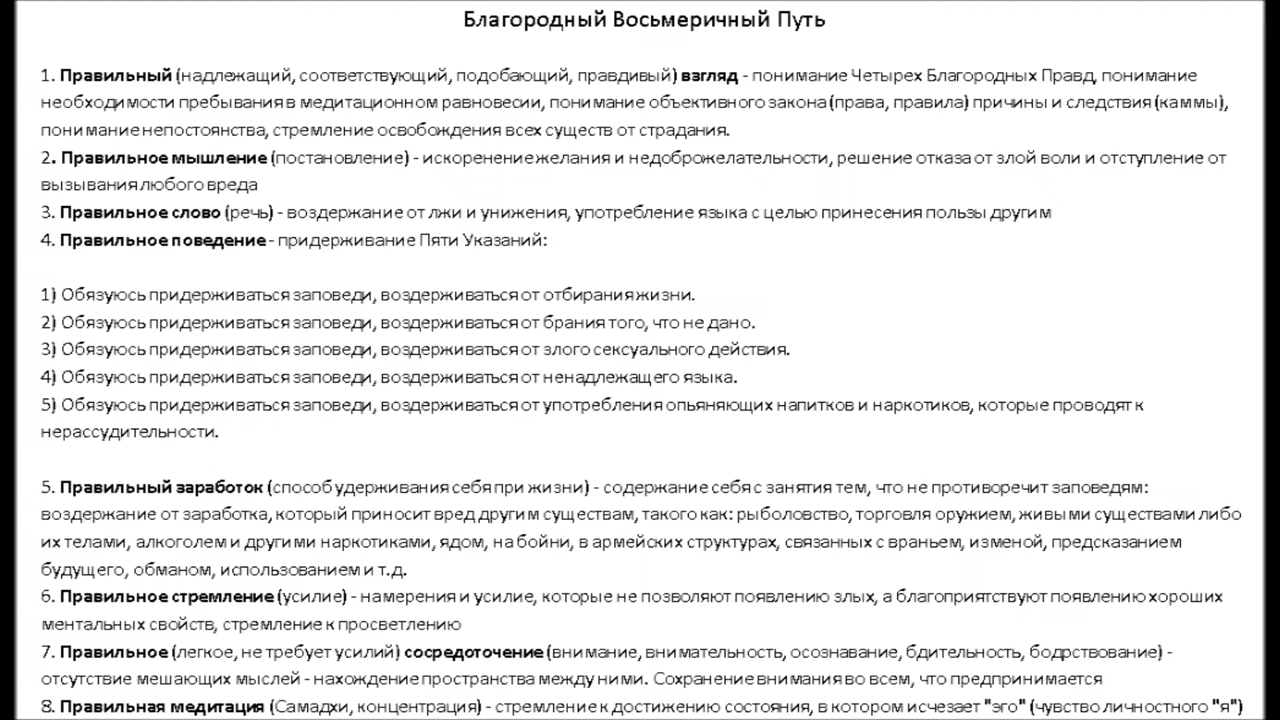 Благородный Восьмеричный Путь
1. Правильный (надлежащий, соответствующий, подобающий, правдивый) взгляд - понимание Четырех Благородных Правд, понимание
необходимости пребывания в медитационном равновесии, понимание объективного закона (права, правила) причины и следствия (каммы),
понимание непостоянства, стремление освобождения всех существ от страдания.
2. Правильное мышление (постановление) - искоренение желания и недоброжелательности, решение отказа от злой воли и отступление от
вызывания любого вреда
3. Правильное слово (речь) - воздержание от лжи и унижения, употребление языка с целью принесения пользы другим
4. Правильное поведение - придерживание Пяти Указаний:
1) Обязуюсь придерживаться заповеди, воздерживаться от отбирания жизни.
2) Обязуюсь придерживаться заповеди, воздерживаться от брания того, что не дано.
3) Обязуюсь придерживаться заповеди, воздерживаться от злого сексуального действия.
4) Обязуюсь придерживаться заповеди, воздерживаться от ненадлежащего языка.
5) Обязуюсь придерживаться заповеди, воздерживаться от употребления опьяняющих напитков и наркотиков, которые проводят к
нерассудительности.
5. Правильный заработок (способ удерживания себя при жизни) - содержание себя с занятия тем, что не противоречит заповедям:
воздержание от заработка, который приносит вред другим существам, такого как: рыболовство, торговля оружием, живыми существами либо
их телами, алкоголем и другими наркотиками, ядом, на бойни, в армейских структурах, связанных с враньем, изменой, предсказанием
будущего, обманом, использованием и т.д.
6. Правильное стремление (усилие) - намерения и усилие, которые не позволяют появлению злых, а благоприятствуют появлению хороших
ментальных свойств, стремление к просветлению
7. Правильное (легкое, не требует усилий) сосредоточение (внимание, внимательность, осознавание, бдительность, бодрствование) -
отсутствие мешающих мыслей - нахождение пространства между ними. Сохранение внимания во всем, что предпринимается
8. Правильная медитация (Самадхи, концентрация) - стремление к достижению состояния, в котором исчезает "эго" (чувство личностного "я")